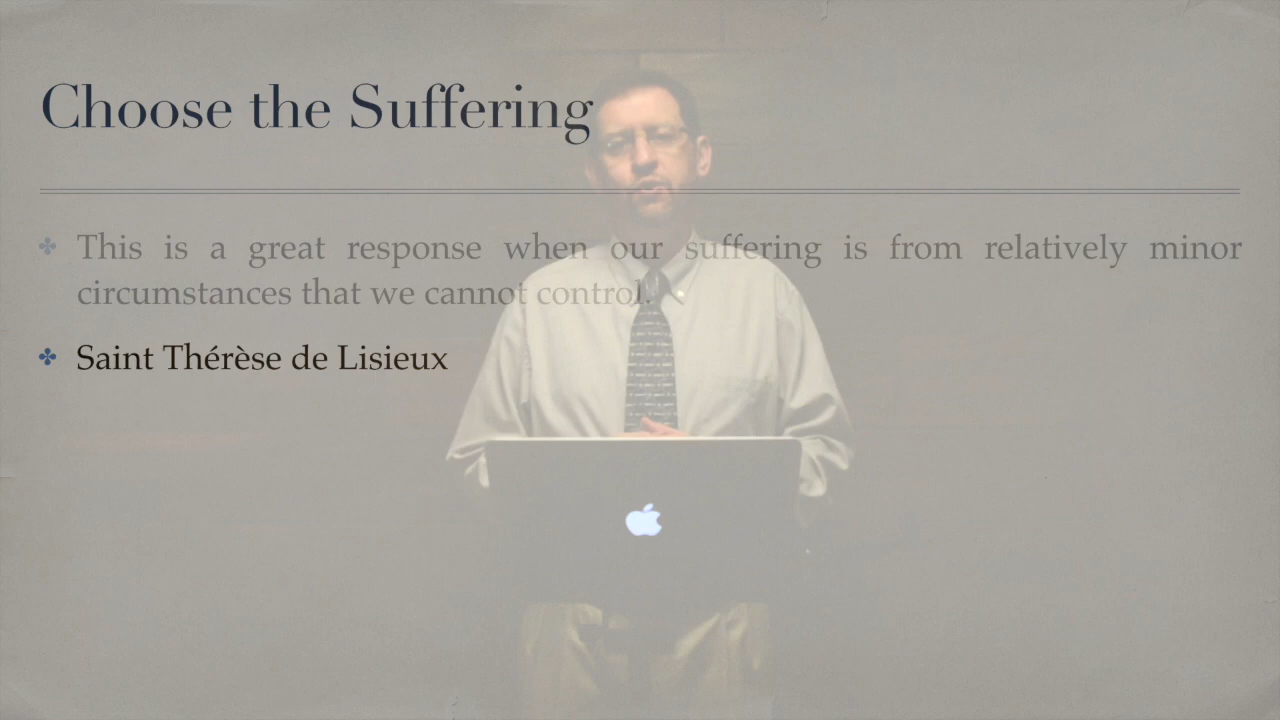 Choose the Suffering
This is a great response when our suffering is from relatively minor
circumstances that we cannot control.
Saint Thérèse de Lisieux